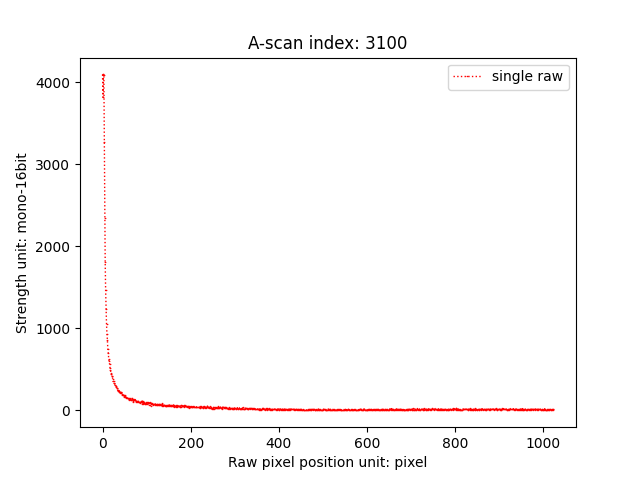 A-scan index: 3100
single raw
Strength unit: mono-16bit
4000
3000
2000
1000
0
0 200 400 600 800 1000
Raw pixel position unit: pixel